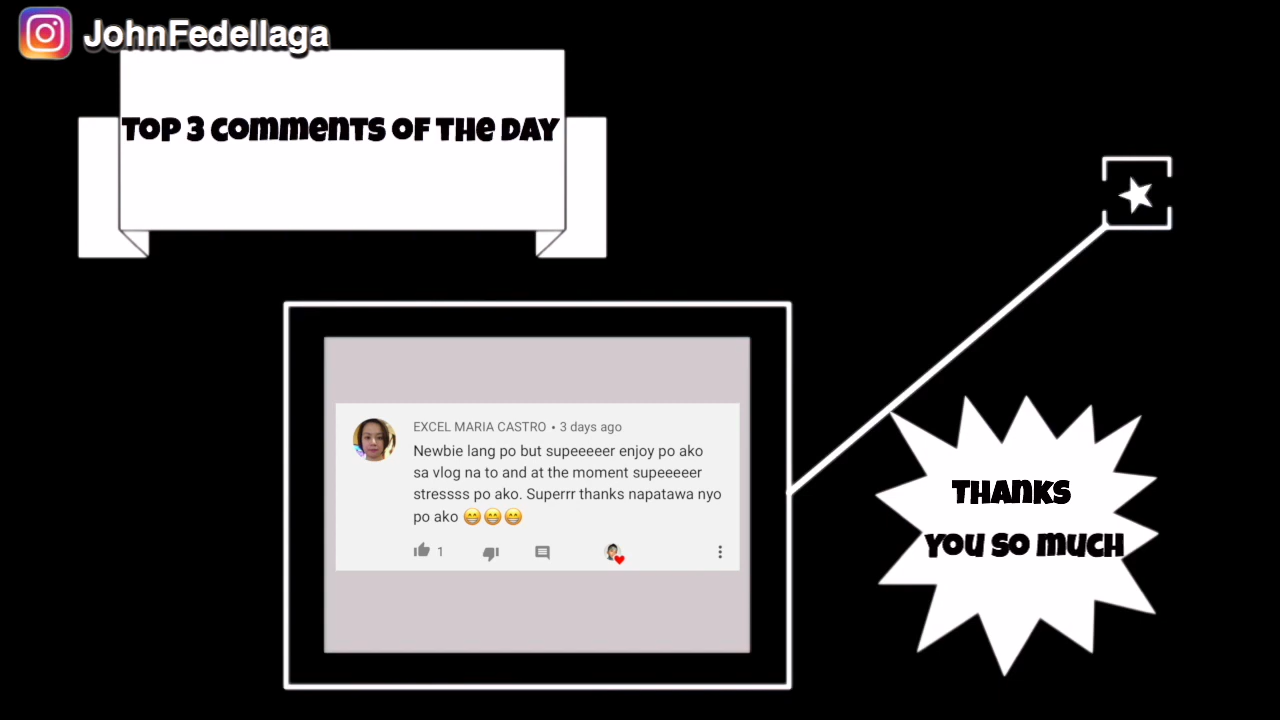 JohnFedellaga
TOP 3 COMMENTS OF THE DAY
EXCEL MARIA CASTRO • 3 days ago
Newbie lang po but supeeeeer enjoy po ako
sa vlog na to and at the moment supeeeeer
stressss po ako. Superrr thanks napatawa nyo
po ako 😁😁😁
1
THANKS
YOU SO MUCH